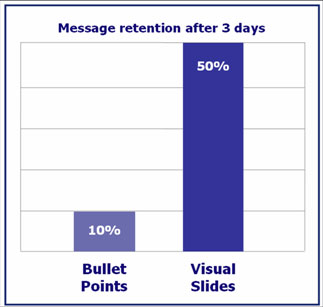 Message retention after 3 days
50%
10%
Bullet
Points
Visual
Slides